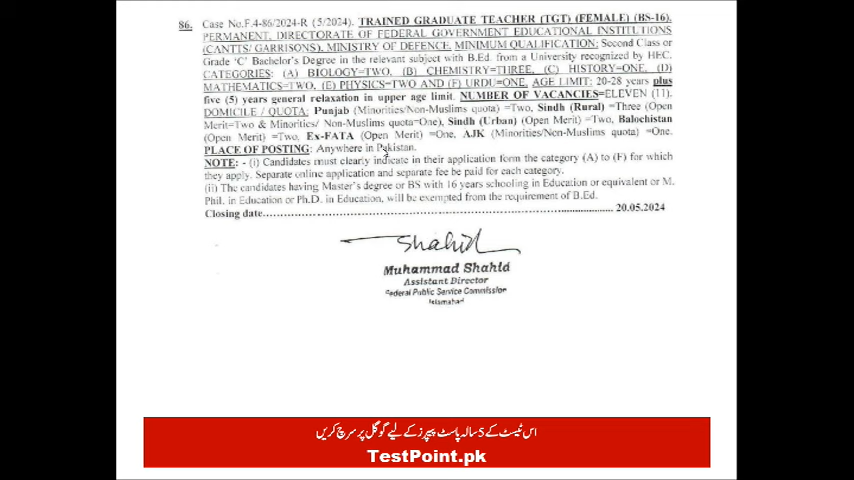 86. Case No.F.4-86/2024-R (5/2024). TRAINED GRADUATE TEACHER (TGT) (FEMALE) (BS-16),
PERMANENT, DIRECTORATE OF FEDERAL GOVERNMENT EDUCATIONAL INSTITUTIONS
(CANTTS/ GARRISONS), MINISTRY OF DEFENCE. MINIMUM QUALIFICATION: Second Class or
Grade ‘C’ Bachelor’s Degree in the relevant subject with B.Ed. from a University recognized by HEC.
CATEGORIES: (A) BIOLOGY=TWO, (B) CHEMISTRY=THREE, (C) HISTORY=ONE, (D)
MATHEMATICS=TWO, (E) PHYSICS=TWO AND (F) URDU=ONE. AGE LIMIT: 20-28 years plus
five (5) years general relaxation in upper age limit. NUMBER OF VACANCIES=ELEVEN (11).
DOMICILE / QUOTA: Punjab (Minorities/Non-Muslims quota) =Two, Sindh (Rural) =Three (Open
Merit=Two & Minorities/ Non-Muslims quota=One), Sindh (Urban) (Open Merit) =Two, Balochistan
(Open Merit) =Two, Ex-FATA (Open Merit) =One, AJK (Minorities/Non-Muslims quota) =One.
PLACE OF POSTING: Anywhere in Pakistan.
NOTE: - (i) Candidates must clearly indicate in their application form the category (A) to (F) for which
they apply. Separate online application and separate fee be paid for each category.
(ii) The candidates having Master’s degree or BS with 16 years schooling in Education or equivalent or M.
Phil. in Education or Ph.D. in Education, will be exempted from the requirement of B.Ed.
Closing date............................................................................................ 20.05.2024
Shahid
Muhammad Shahid
Assistant Director
Federal Public Service Commission
Islamabad
اس ٹیسٹ کے 5 سالہ پاسٹ پیپرز کے لیے گوگل پر سرچ کریں
TestPoint.pk